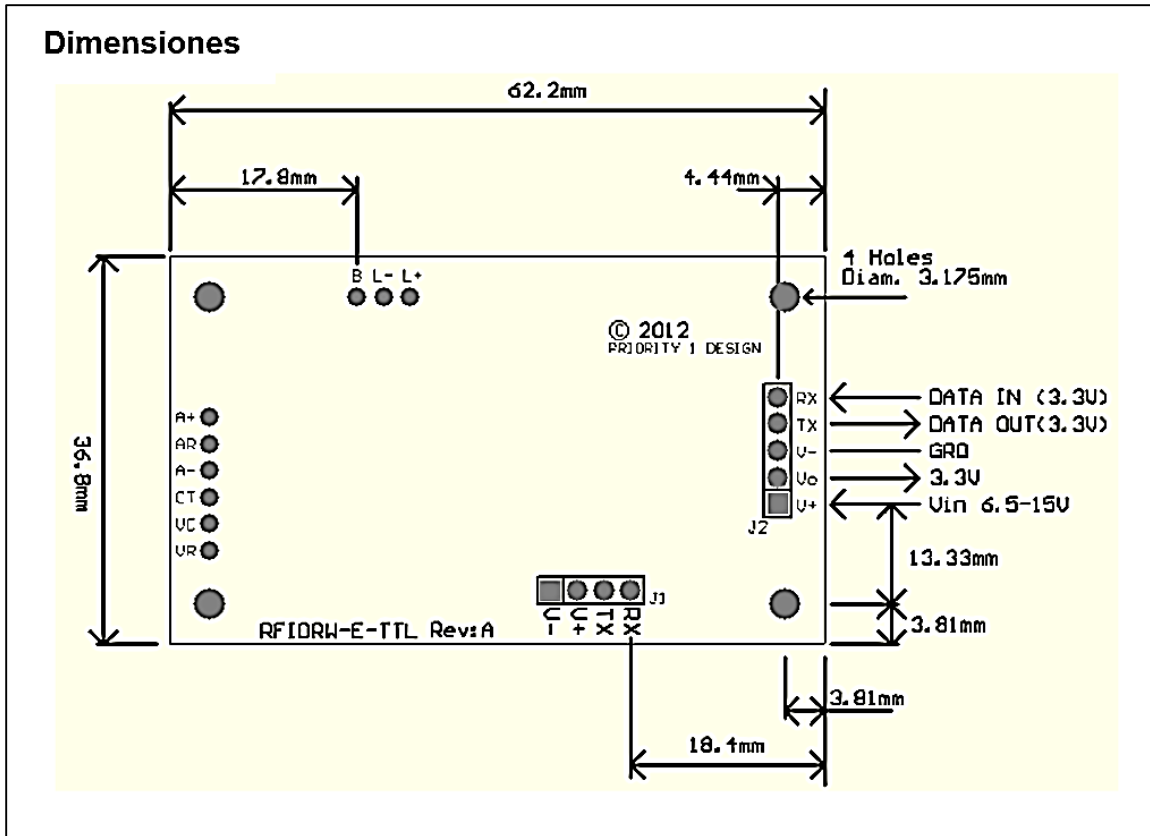 Dimensiones
62.2mm
17.8mm
4.44mm
4 Holes
Diam. 3.175mm
B L- L+
© 2012
PRIORITY 1 DESIGN
A+
AR
A-
CT
VC
VR
36.8mm
RX
TX
V-
Vo
V+
J2
DATA IN (3.3V)
DATA OUT(3.3V)
GRD
3.3V
Vin 6.5-15V
13.33mm
3.81mm
J1
V-
V+
TX
RX
RFIDRW-E-TTL Rev:A
3.81mm
18.4mm